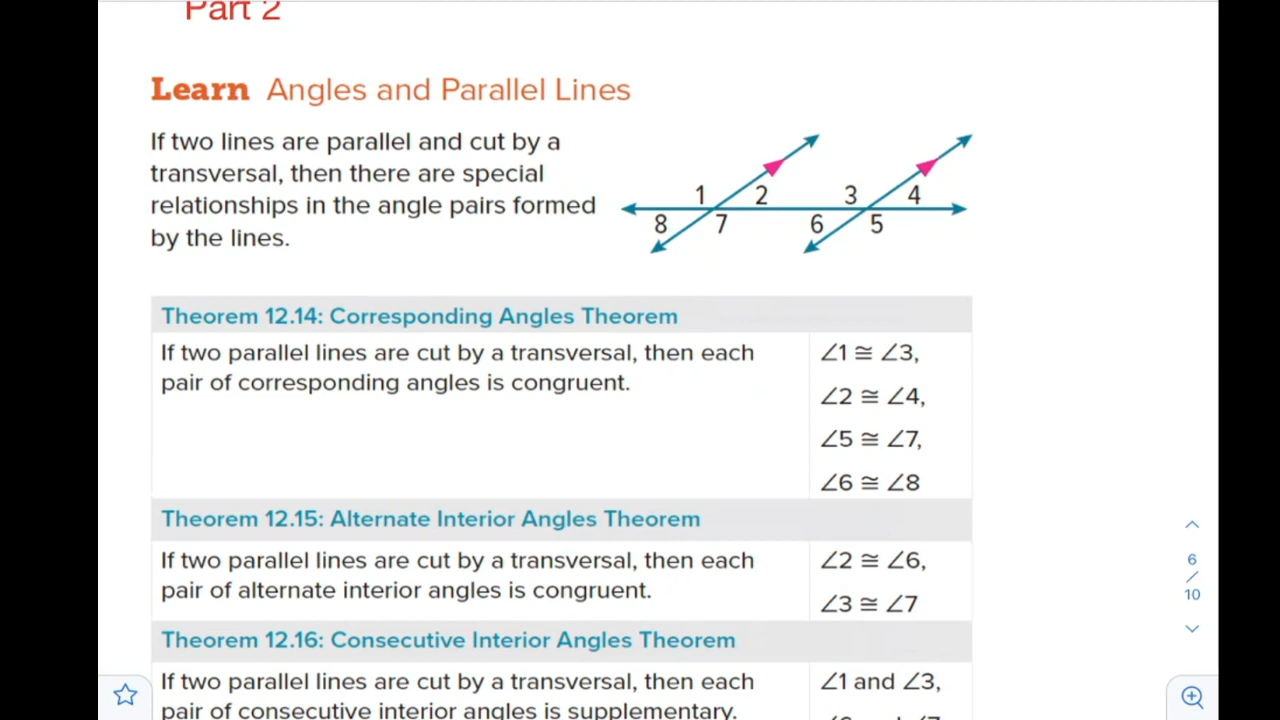 Part 2
Learn Angles and Parallel Lines
If two lines are parallel and cut by a
transversal, then there are special
relationships in the angle pairs formed
by the lines.
1 2 3 4
8 7 6 5
Theorem 12.14: Corresponding Angles Theorem
If two parallel lines are cut by a transversal, then each
pair of corresponding angles is congruent.
∠1 ≅ ∠3,
∠2 ≅ ∠4,
∠5 ≅ ∠7,
∠6 ≅ ∠8
Theorem 12.15: Alternate Interior Angles Theorem
If two parallel lines are cut by a transversal, then each
pair of alternate interior angles is congruent.
∠2 ≅ ∠6,
∠3 ≅ ∠7
Theorem 12.16: Consecutive Interior Angles Theorem
If two parallel lines are cut by a transversal, then each
pair of consecutive interior angles is supplementary.
∠1 and ∠3,
6
/
10